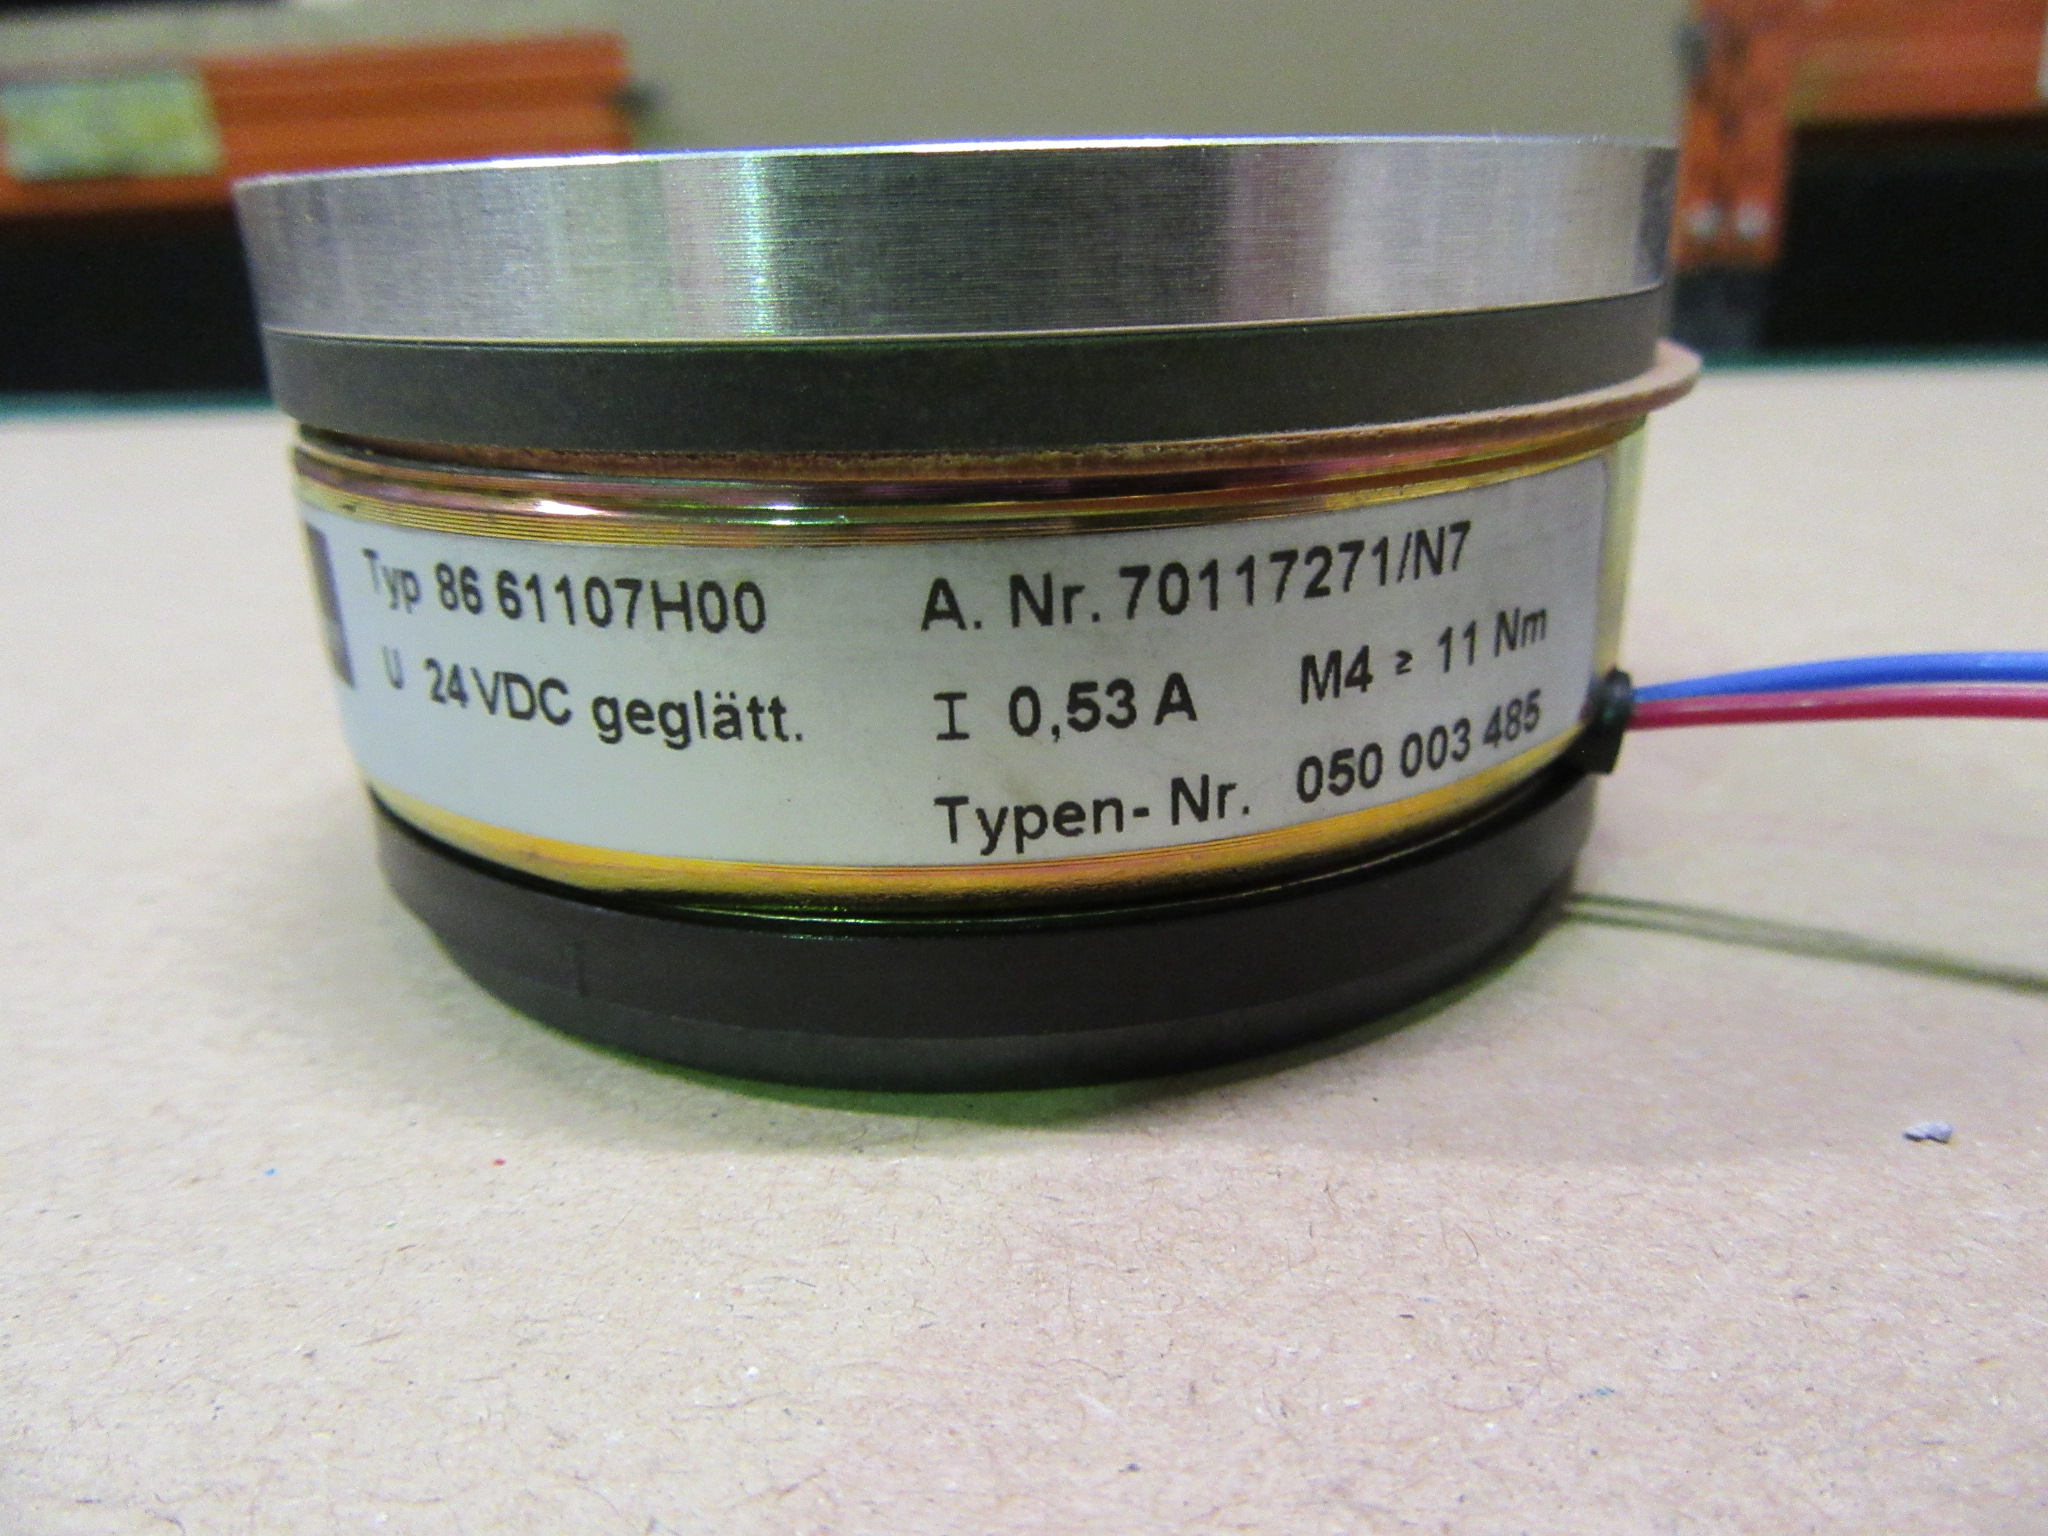 Typ 86 61107H00 A. Nr. 70117271/N7
U 24 VDC geglätt. I 0,53 A M4 ≥ 11 Nm
Typen- Nr. 050 003 485